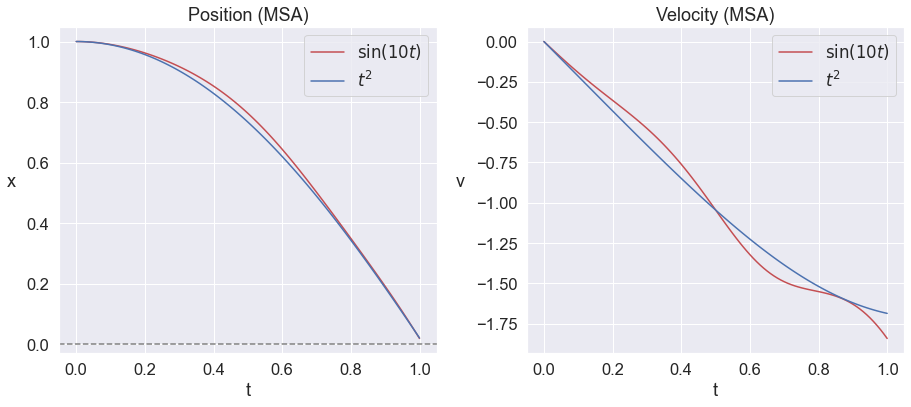 Position (MSA)
1.0
0.8
0.6
0.4
0.2
0.0
x
0.0 0.2 0.4 0.6 0.8 1.0
t
sin(10t)
t²
Velocity (MSA)
0.00
−0.25
−0.50
−0.75
−1.00
−1.25
−1.50
−1.75
v
0.0 0.2 0.4 0.6 0.8 1.0
t
sin(10t)
t²